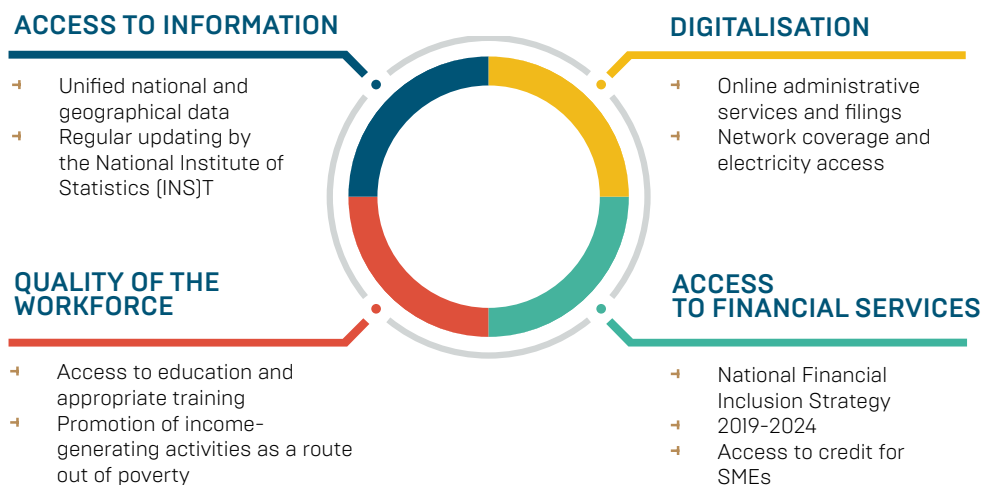 ACCESS TO INFORMATION
Unified national and
geographical data
Regular updating by
the National Institute of
Statistics (INS)T
DIGITALISATION
Online administrative
services and filings
Network coverage and
electricity access
QUALITY OF THE
WORKFORCE
Access to education and
appropriate training
Promotion of income-
generating activities as a route
out of poverty
ACCESS
TO FINANCIAL SERVICES
National Financial
Inclusion Strategy
2019-2024
Access to credit for
SMEs